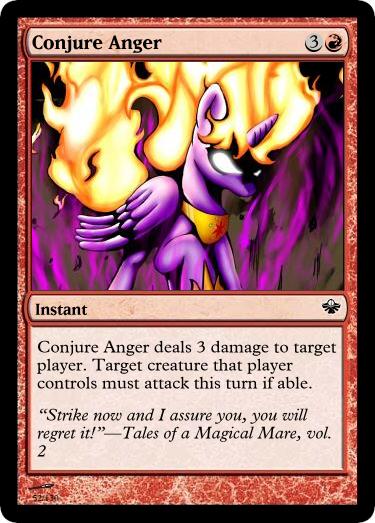 Conjure Anger 3
Instant
Conjure Anger deals 3 damage to target
player. Target creature that player
controls must attack this turn if able.
“Strike now and I assure you, you will
regret it!”—Tales of a Magical Mare, vol.
2